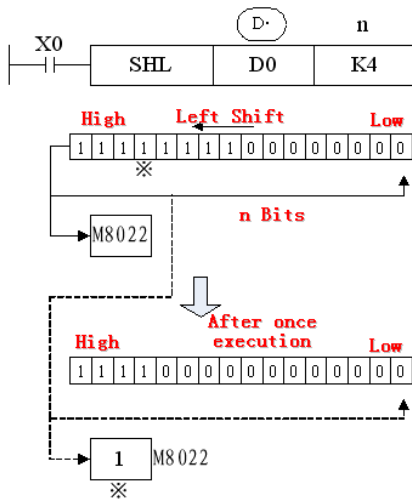 D· n
X0
SHL D0 K4
High Left Shift Low
1 1 1 1 1 1 1 1 0 0 0 0 0 0 0 0
※
n Bits
M8022
After once
execution
High Low
1 1 1 1 0 0 0 0 0 0 0 0 0 0 0 0
1 M8022
※